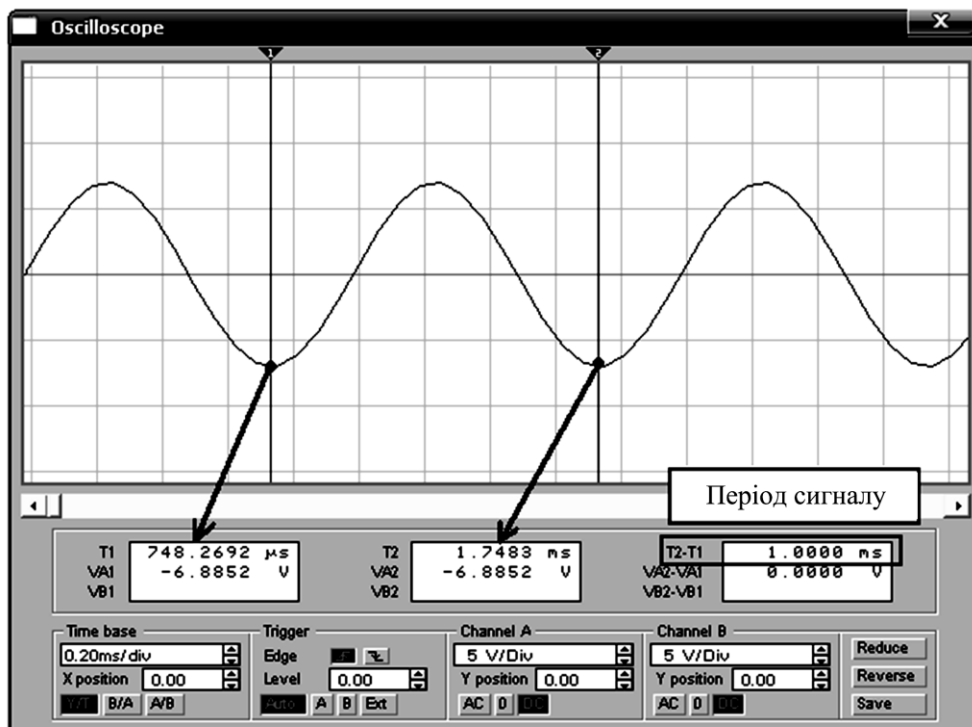 Oscilloscope
X
1 2
Період сигналу
T1 748.2692 µs T2 1.7483 ms T2-T1 1.0000 ms
VA1 -6.8852 V VA2 -6.8852 V VA2-VA1 0.0000 V
VB1 VB2 VB2-VB1
Time base Trigger Channel A Channel B
0.20ms/div Edge 5 V/Div 5 V/Div Reduce
X position 0.00 Level 0.00 Y position 0.00 Y position 0.00 Reverse
Y/T B/A A/B Auto A B Ext AC 0 DC AC 0 DC Save